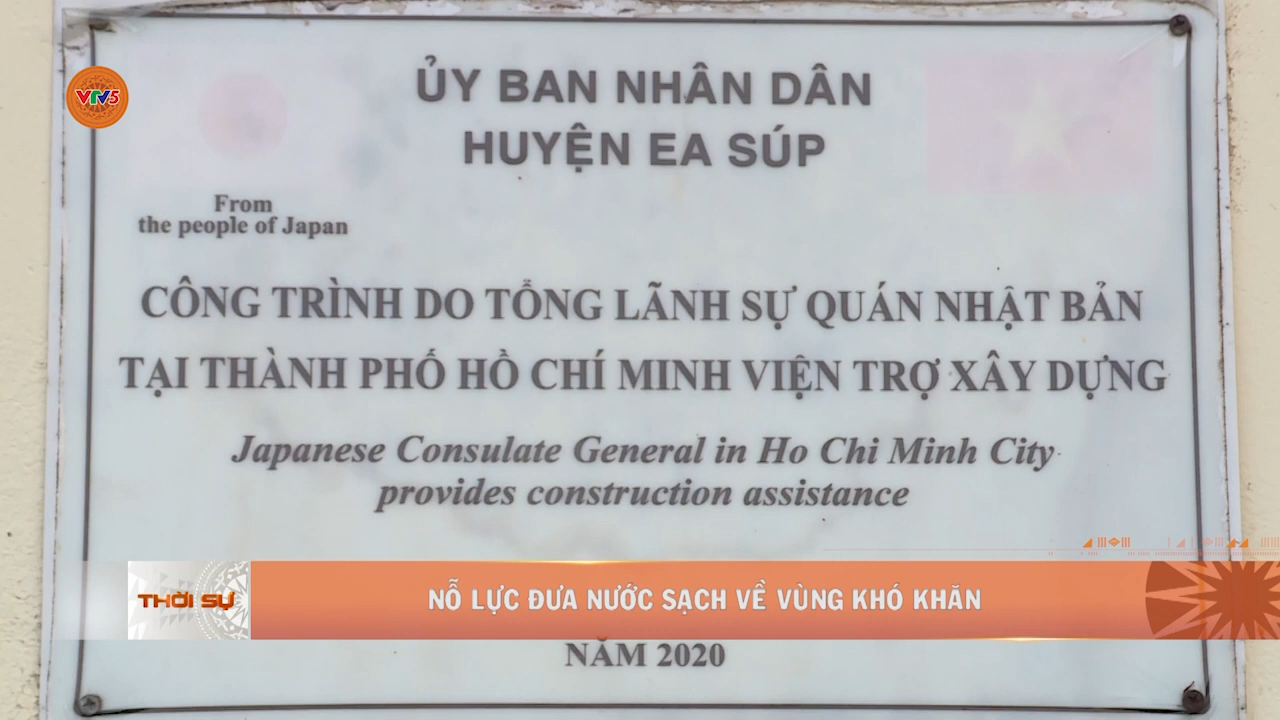 VTV5
ỦY BAN NHÂN DÂN
HUYỆN EA SÚP
From
the people of Japan
CÔNG TRÌNH DO TỔNG LÃNH SỰ QUÁN NHẬT BẢN
TẠI THÀNH PHỐ HỒ CHÍ MINH VIỆN TRỢ XÂY DỰNG
Japanese Consulate General in Ho Chi Minh City
provides construction assistance
THỜI SỰ
NỖ LỰC ĐƯA NƯỚC SẠCH VỀ VÙNG KHÓ KHĂN
NĂM 2020